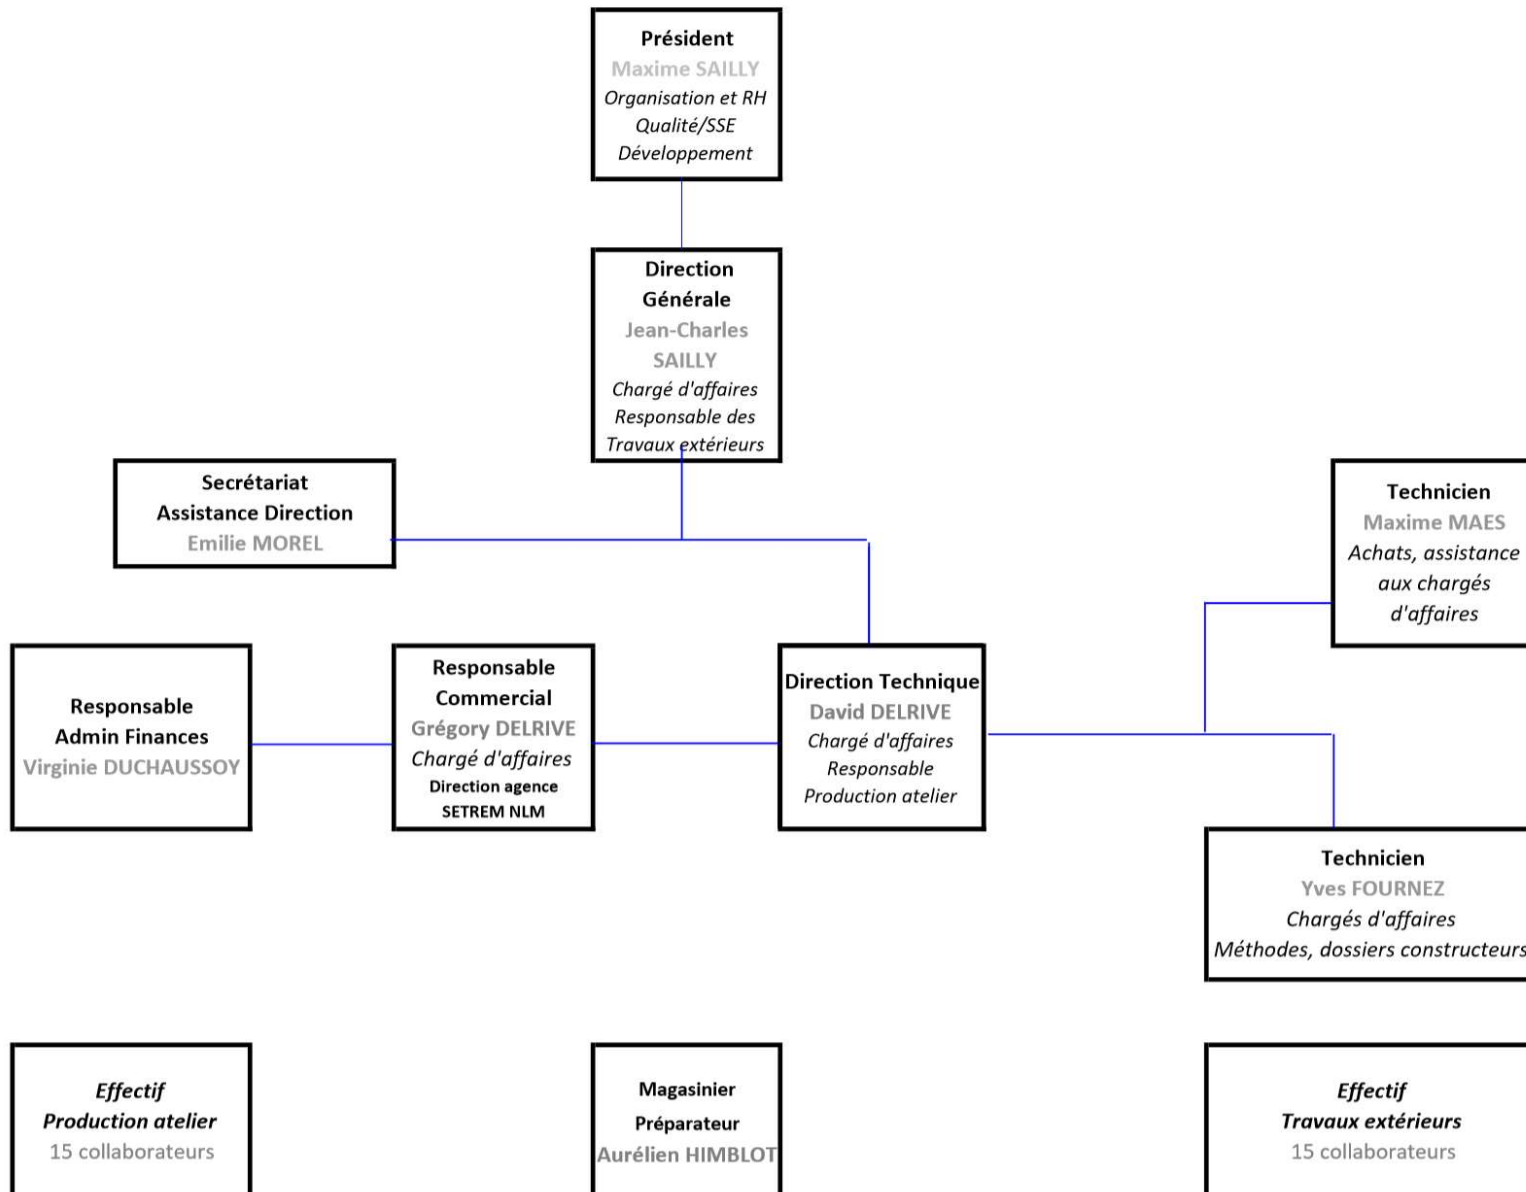 Président
Maxime SAILLY
Organisation et RH
Qualité/SSE
Développement
Direction
Générale
Jean-Charles
SAILLY
Chargé d'affaires
Responsable des
Travaux extérieurs
Secrétariat
Assistance Direction
Emilie MOREL
Technicien
Maxime MAES
Achats, assistance
aux chargés
d'affaires
Responsable
Admin Finances
Virginie DUCHAUSSOY
Responsable
Commercial
Grégory DELRIVE
Chargé d'affaires
Direction agence
SETREM NLM
Direction Technique
David DELRIVE
Chargé d'affaires
Responsable
Production atelier
Technicien
Yves FOURNEZ
Chargés d'affaires
Méthodes, dossiers constructeurs
Effectif
Production atelier
15 collaborateurs
Magasinier
Préparateur
Aurélien HIMBLOT
Effectif
Travaux extérieurs
15 collaborateurs